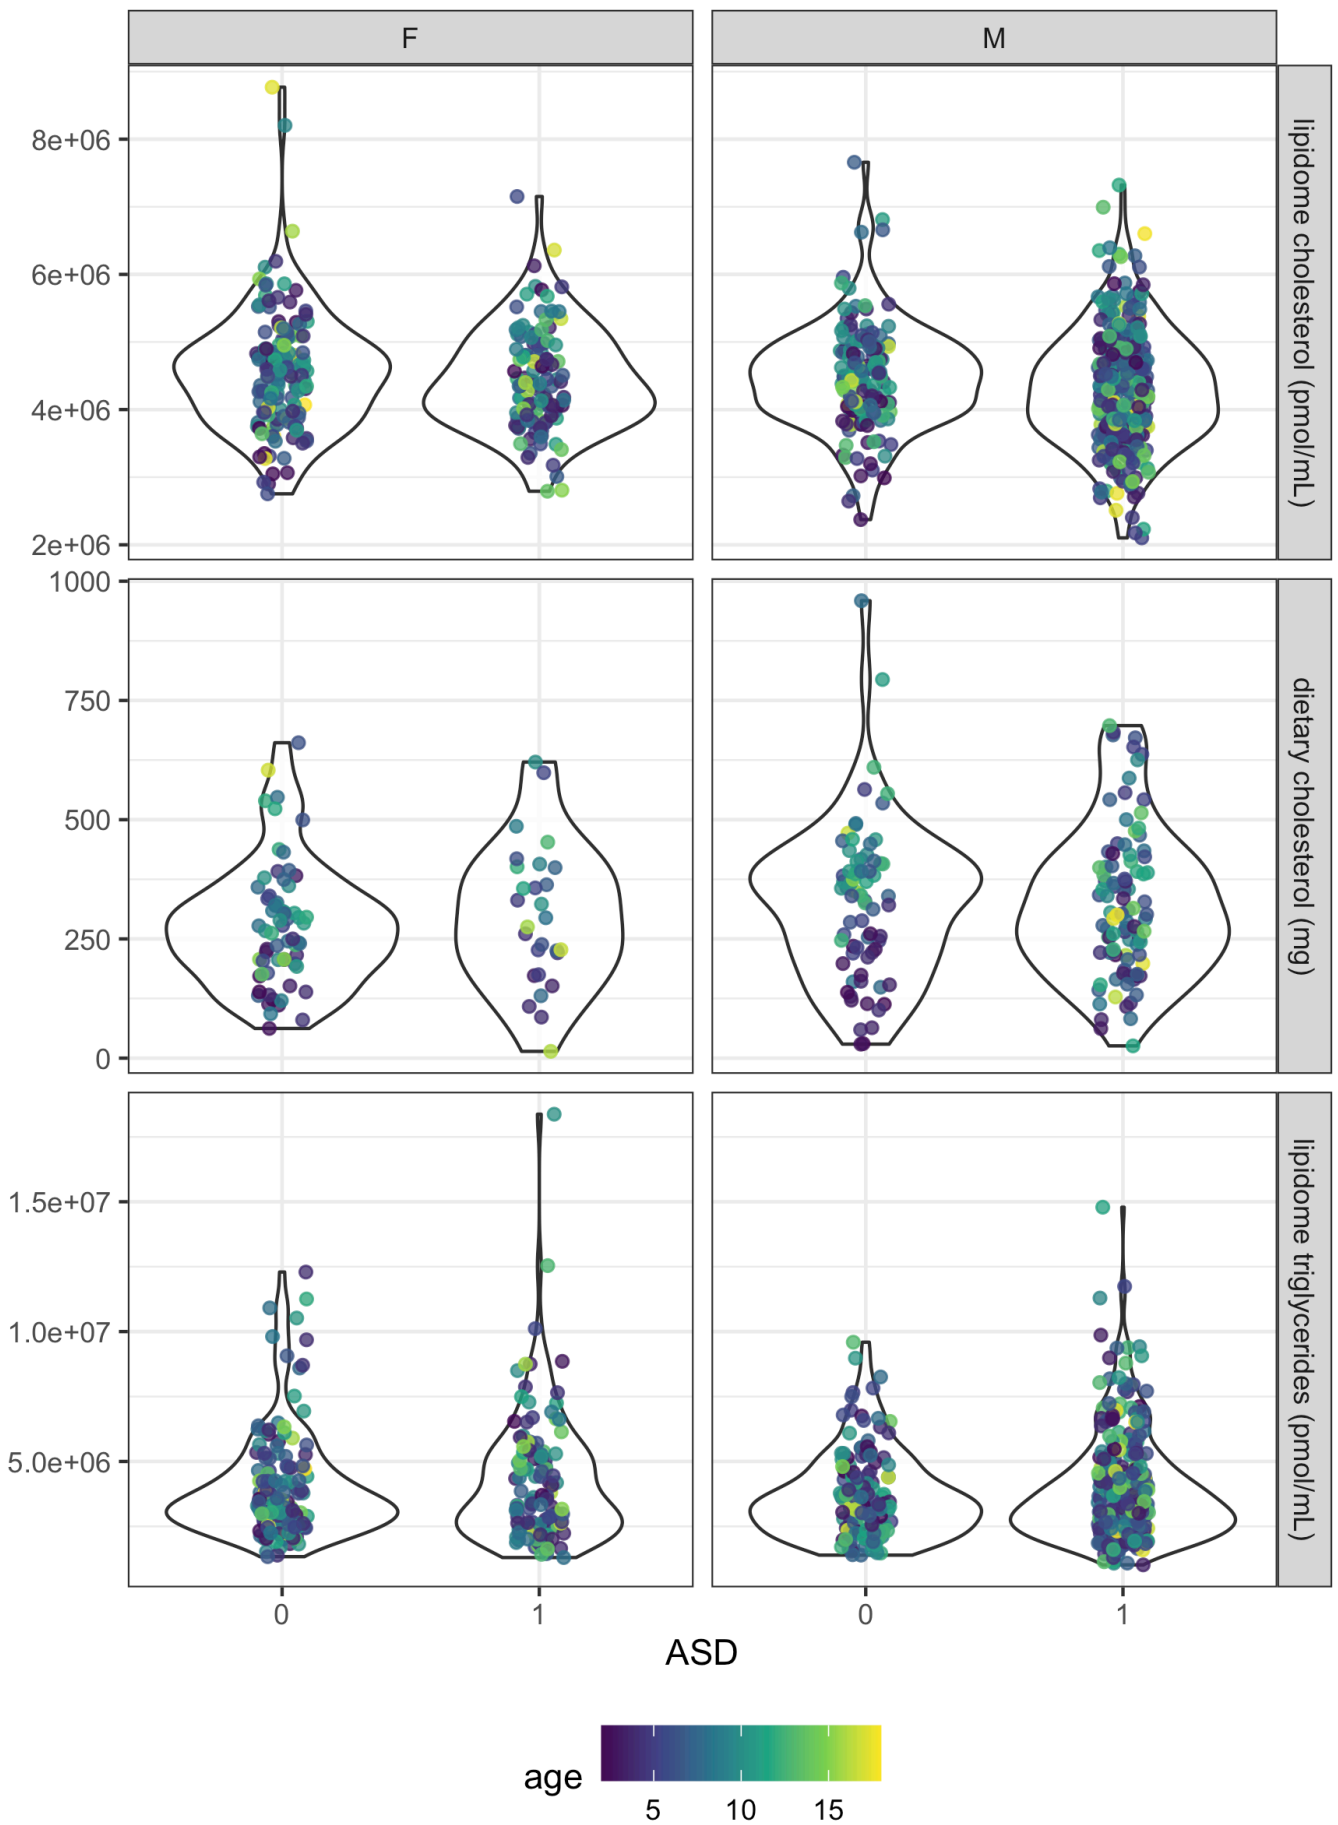 F
M
8e+06
6e+06
4e+06
2e+06
lipidome cholesterol (pmol/mL)
1000
750
500
250
0
dietary cholesterol (mg)
1.5e+07
1.0e+07
5.0e+06
lipidome triglycerides (pmol/mL)
0 1 0 1
ASD
age
5 10 15